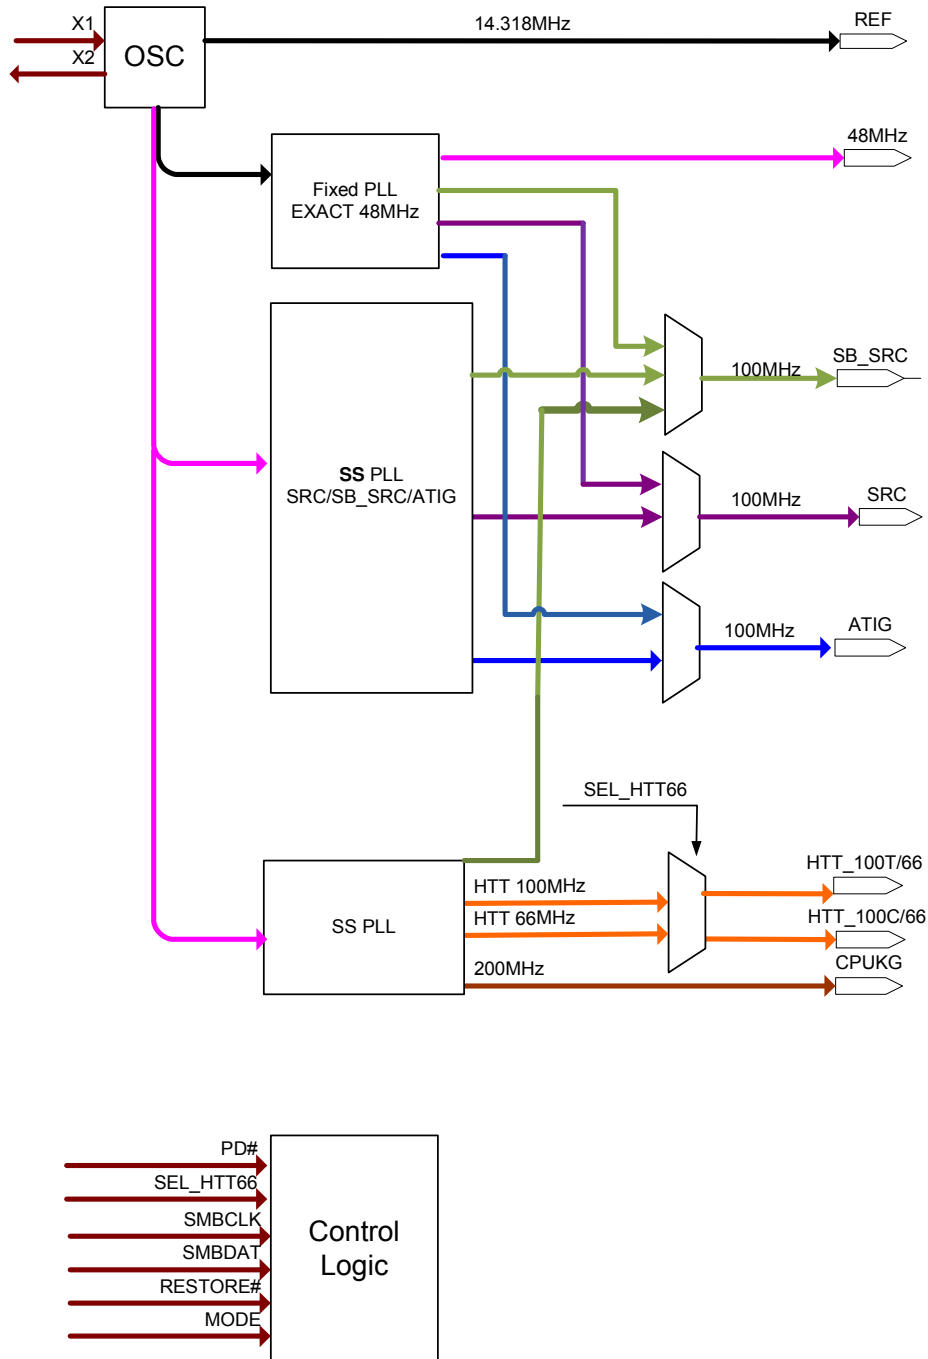 X1
14.318MHz
REF
X2
OSC
48MHz
Fixed PLL
EXACT 48MHz
100MHz
SB_SRC
SS PLL
SRC/SB_SRC/ATIG
100MHz
SRC
100MHz
ATIG
SEL_HTT66
HTT 100MHz
HTT_100T/66
HTT 66MHz
HTT_100C/66
SS PLL
200MHz
CPUKG
PD#
SEL_HTT66
SMBCLK
SMBDAT
RESTORE#
MODE
Control
Logic